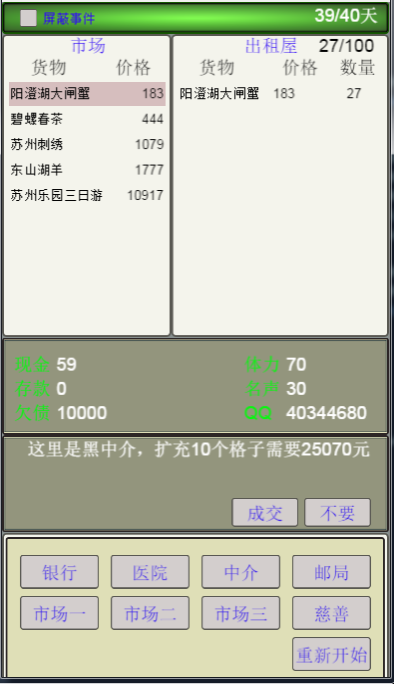 屏蔽事件 39/40天
市场
货物 价格
阳澄湖大闸蟹 183
碧螺春茶 444
苏州刺绣 1079
东山湖羊 1777
苏州乐园三日游 10917
出租屋 27/100
货物 价格 数量
阳澄湖大闸蟹 183 27
现金 59
存款 0
欠债 10000
体力 70
名声 30
QQ 40344680
这里是黑中介，扩充10个格子需要25070元
成交 不要
银行 医院 中介 邮局
市场一 市场二 市场三 慈善
重新开始